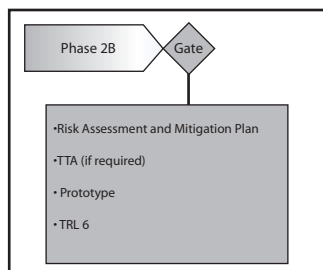 Phase 2B
Gate
•Risk Assessment and Mitigation Plan
•TTA (if required)
• Prototype
• TRL 6